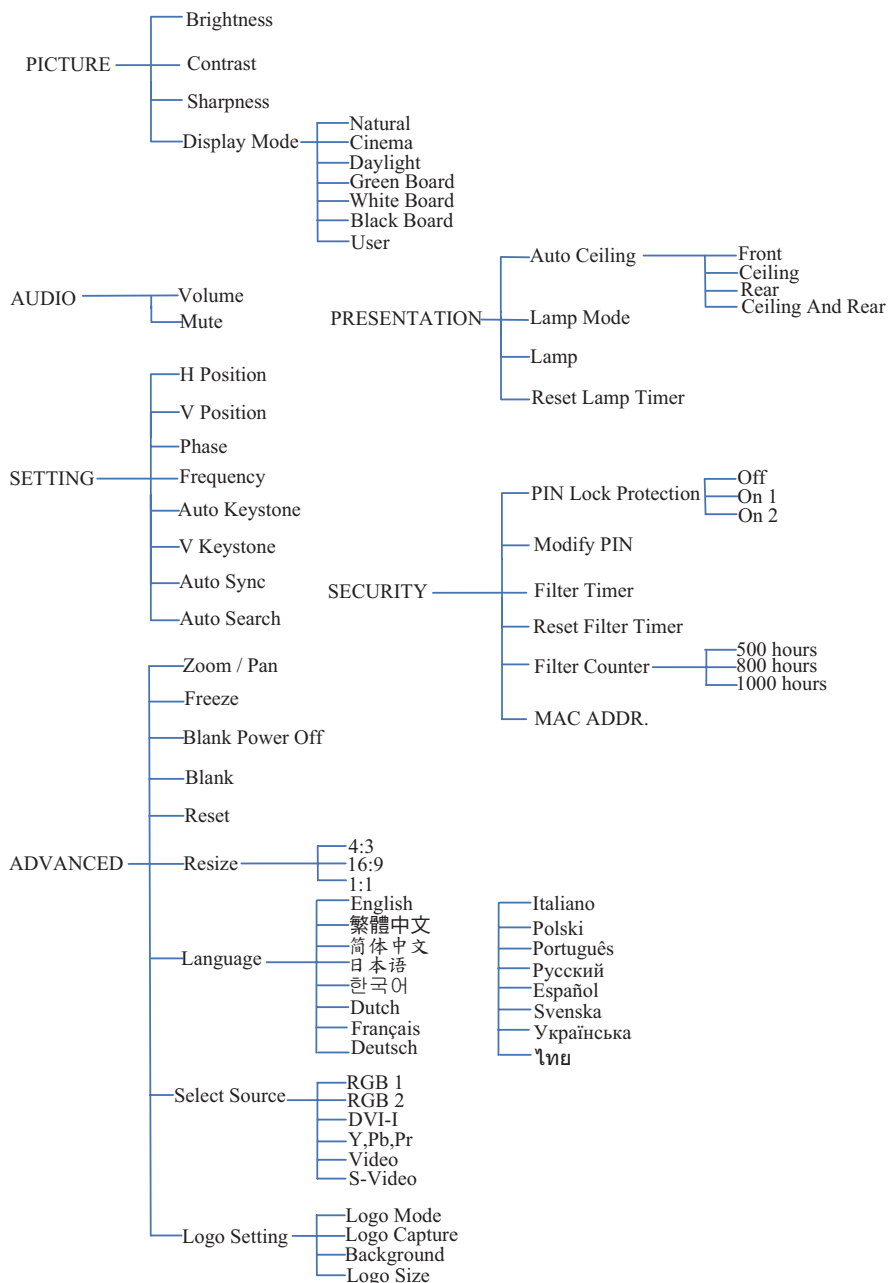 PICTURE
Brightness
Contrast
Sharpness
Display Mode
Natural
Cinema
Daylight
Green Board
White Board
Black Board
User
AUDIO
Volume
Mute
SETTING
H Position
V Position
Phase
Frequency
Auto Keystone
V Keystone
Auto Sync
Auto Search
ADVANCED
Zoom / Pan
Freeze
Blank Power Off
Blank
Reset
Resize
4:3
16:9
1:1
Language
English
繁體中文
简体中文
日本语
한국어
Dutch
Français
Deutsch
Italiano
Polski
Português
Русский
Español
Svenska
Українська
ไทย
Select Source
RGB 1
RGB 2
DVI-I
Y,Pb,Pr
Video
S-Video
Logo Setting
Logo Mode
Logo Capture
Background
Logo Size
PRESENTATION
Auto Ceiling
Front
Ceiling
Rear
Ceiling And Rear
Lamp Mode
Lamp
Reset Lamp Timer
SECURITY
PIN Lock Protection
Off
On 1
On 2
Modify PIN
Filter Timer
Reset Filter Timer
Filter Counter
500 hours
800 hours
1000 hours
MAC ADDR.